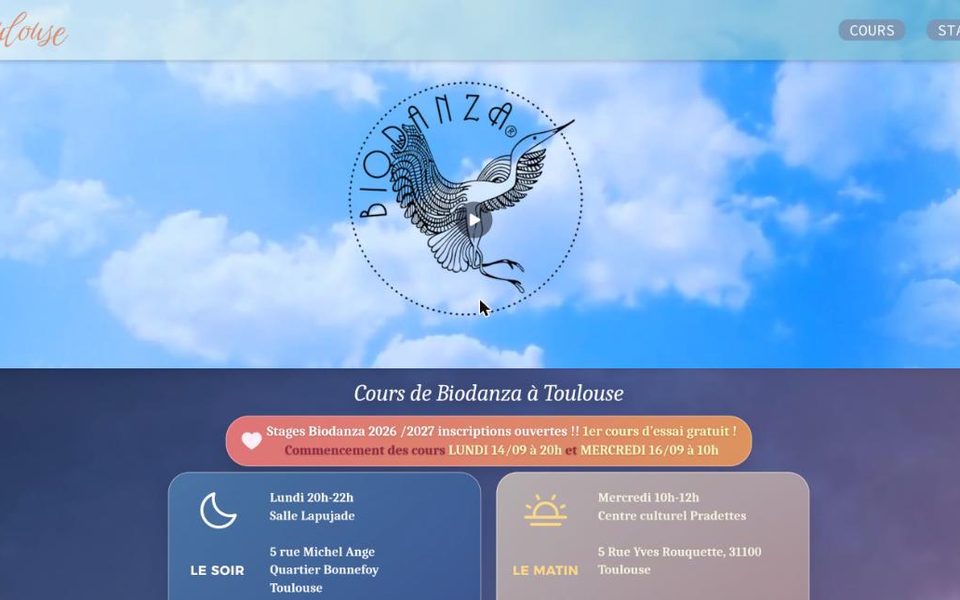 COURS
BIODANZA®
Cours de Biodanza à Toulouse
Stages Biodanza 2026 /2027 inscriptions ouvertes !! 1er cours d'essai gratuit !
Commencement des cours LUNDI 14/09 à 20h et MERCREDI 16/09 à 10h
Lundi 20h-22h
Salle Lapujade
5 rue Michel Ange
Quartier Bonnefoy
Toulouse
LE SOIR
Mercredi 10h-12h
Centre culturel Pradettes
5 Rue Yves Rouquette, 31100
Toulouse
LE MATIN